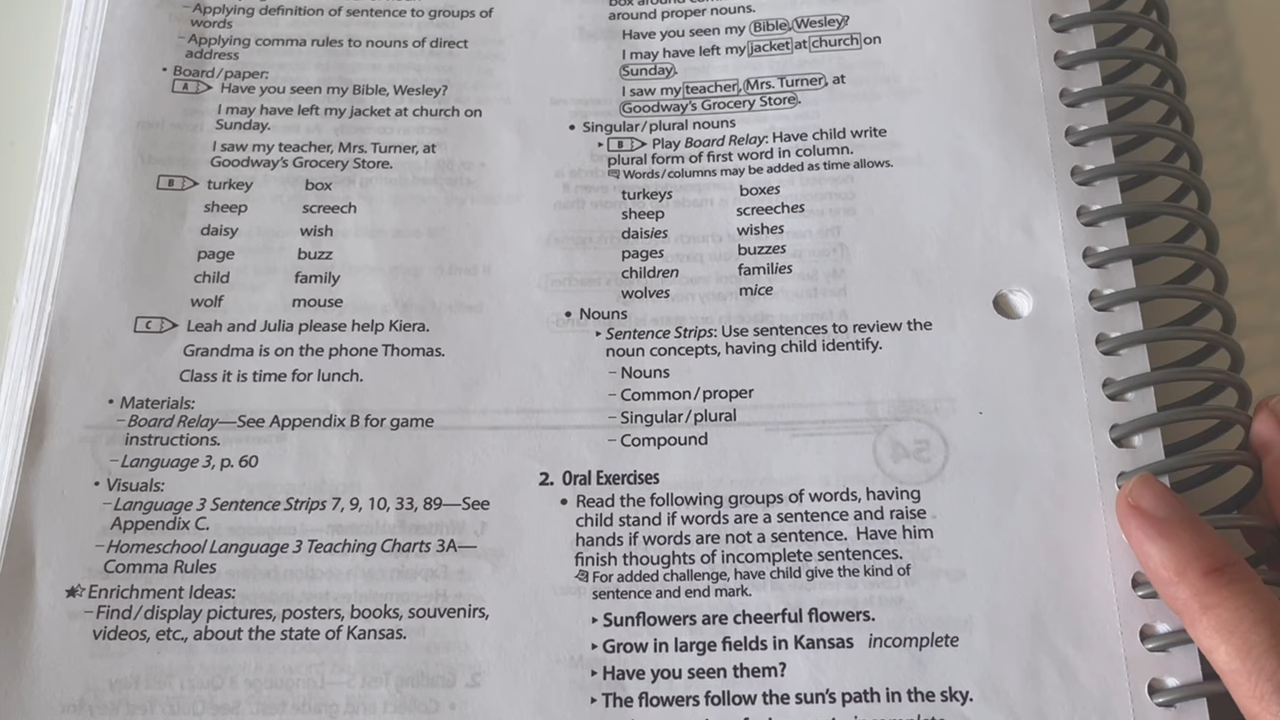 – Applying definition of sentence to groups of
words
– Applying comma rules to nouns of direct
address
• Board/paper:
A Have you seen my Bible, Wesley?
I may have left my jacket at church on
Sunday.
I saw my teacher, Mrs. Turner, at
Goodway's Grocery Store.
B turkey box
sheep screech
daisy wish
page buzz
child family
wolf mouse
C Leah and Julia please help Kiera.
Grandma is on the phone Thomas.
Class it is time for lunch.
• Materials:
– Board Relay—See Appendix B for game
instructions.
– Language 3, p. 60
• Visuals:
– Language 3 Sentence Strips 7, 9, 10, 33, 89—See
Appendix C.
– Homeschool Language 3 Teaching Charts 3A—
Comma Rules
Enrichment Ideas:
– Find/display pictures, posters, books, souvenirs,
videos, etc., about the state of Kansas.
around proper nouns.
Have you seen my Bible, Wesley?
I may have left my jacket at church on
Sunday.
I saw my teacher, Mrs. Turner, at
Goodway's Grocery Store.
• Singular/plural nouns
▸ B Play Board Relay: Have child write
plural form of first word in column.
Words/columns may be added as time allows.
turkeys boxes
sheep screeches
daisies wishes
pages buzzes
children families
wolves mice
• Nouns
▸ Sentence Strips: Use sentences to review the
noun concepts, having child identify.
– Nouns
– Common/proper
– Singular/plural
– Compound
2. Oral Exercises
• Read the following groups of words, having
child stand if words are a sentence and raise
hands if words are not a sentence. Have him
finish thoughts of incomplete sentences.
For added challenge, have child give the kind of
sentence and end mark.
▸ Sunflowers are cheerful flowers.
▸ Grow in large fields in Kansas incomplete
▸ Have you seen them?
▸ The flowers follow the sun's path in the sky.